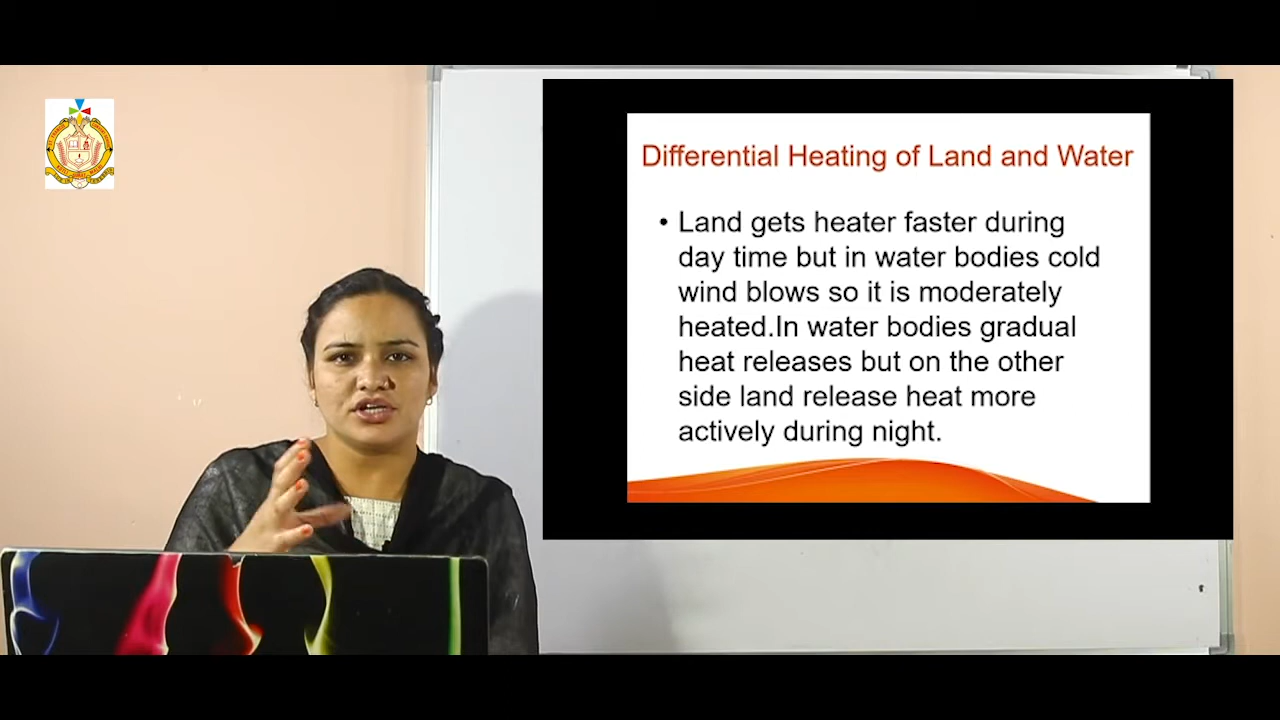 Differential Heating of Land and Water
• Land gets heater faster during
day time but in water bodies cold
wind blows so it is moderately
heated.In water bodies gradual
heat releases but on the other
side land release heat more
actively during night.